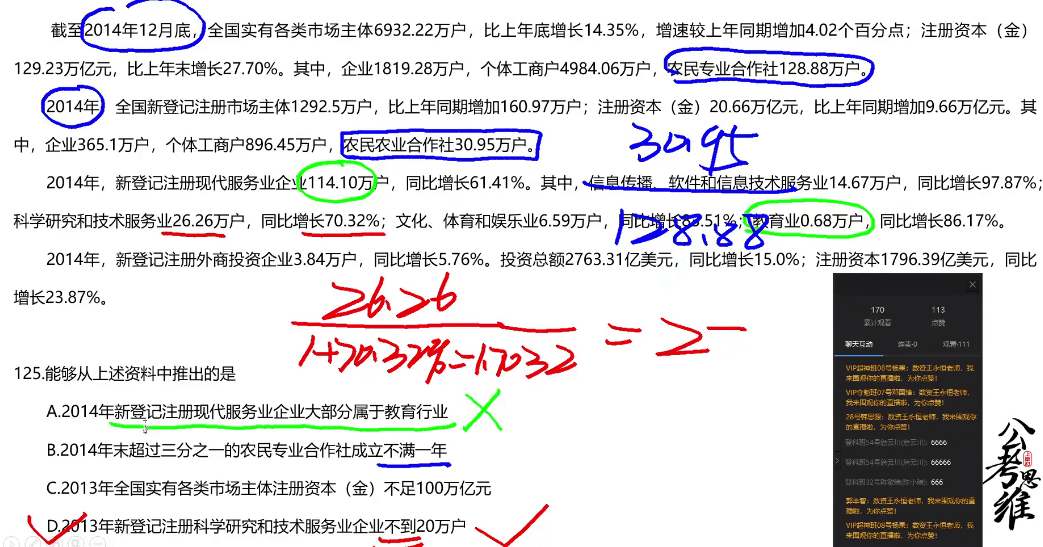 截至2014年12月底，全国实有各类市场主体6932.22万户，比上年底增长14.35%，增速较上年同期增加4.02个百分点；注册资本（金）
129.23万亿元，比上年末增长27.70%。其中，企业1819.28万户，个体工商户4984.06万户，农民专业合作社128.88万户。
2014年，全国新登记注册市场主体1292.5万户，比上年同期增加160.97万户；注册资本（金）20.66万亿元，比上年同期增加9.66万亿元。其
中，企业365.1万户，个体工商户896.45万户，农民农业合作社30.95万户。
30.95
2014年，新登记注册现代服务业企业114.10万户，同比增长61.41%。其中，信息传播、软件和信息技术服务业14.67万户，同比增长97.87%；
科学研究和技术服务业26.26万户，同比增长70.32%；文化、体育和娱乐业6.59万户，同比增长8.51%；教育业0.68万户，同比增长86.17%。
128.88
2014年，新登记注册外商投资企业3.84万户，同比增长5.76%。投资总额2763.31亿美元，同比增长15.0%；注册资本1796.39亿美元，同比
增长23.87%。
26.26
1+70.32%=1.7032
=2一
125.能够从上述资料中推出的是
A.2014年新登记注册现代服务业企业大部分属于教育行业
B.2014年末超过三分之一的农民专业合作社成立不满一年
C.2013年全国实有各类市场主体注册资本（金）不足100万亿元
D.2013年新登记注册科学研究和技术服务业企业不到20万户
170 113
累计观看 点赞
聊天互动 连麦·0 观看·111
6666
66666
666
公考思维